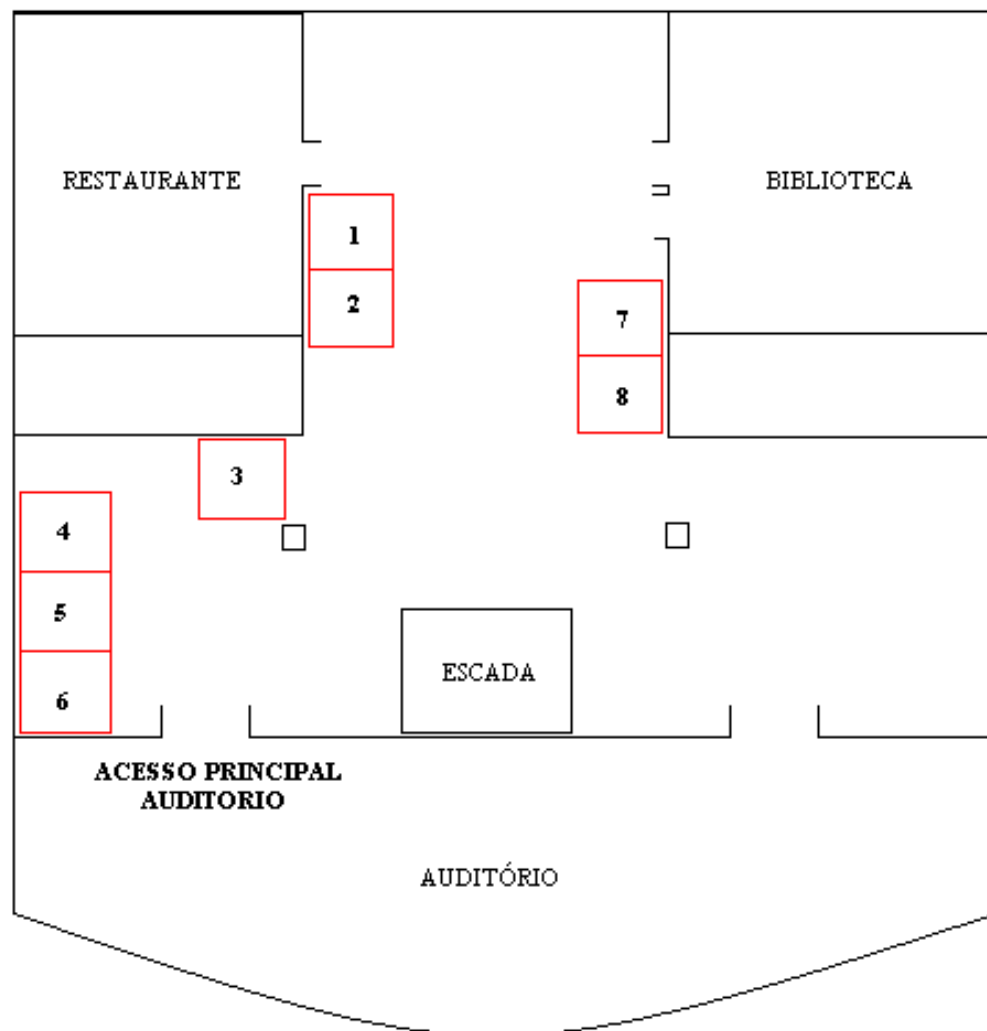 RESTAURANTE
BIBLIOTECA
1
2
7
8
3
4
5
6
ESCADA
ACESSO PRINCIPAL
AUDITORIO
AUDITÓRIO